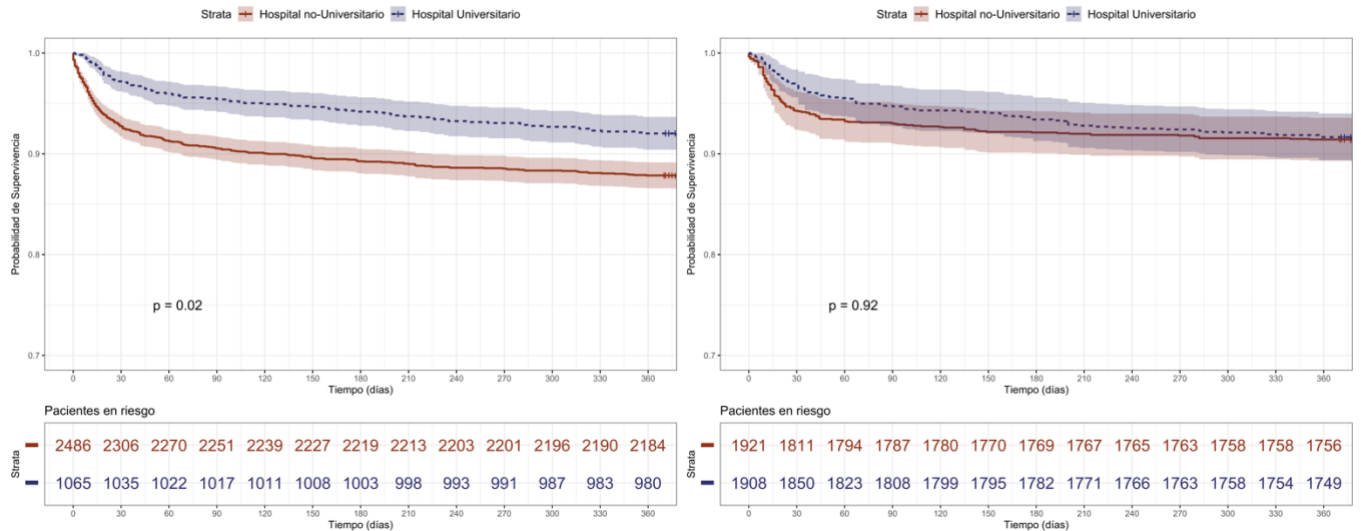 Strata Hospital no-Universitario Hospital Universitario
1.0
0.9
0.8
0.7
Probabilidad de Supervivencia
p = 0.02
0 30 60 90 120 150 180 210 240 270 300 330 360
Tiempo (días)
Pacientes en riesgo
Strata
2486 2306 2270 2251 2239 2227 2219 2213 2203 2201 2196 2190 2184
1065 1035 1022 1017 1011 1008 1003 998 993 991 987 983 980
0 30 60 90 120 150 180 210 240 270 300 330 360
Tiempo (días)
Strata Hospital no-Universitario Hospital Universitario
1.0
0.9
0.8
0.7
Probabilidad de Supervivencia
p = 0.92
0 30 60 90 120 150 180 210 240 270 300 330 360
Tiempo (días)
Pacientes en riesgo
Strata
1921 1811 1794 1787 1780 1770 1769 1767 1765 1763 1758 1758 1756
1908 1850 1823 1808 1799 1795 1782 1771 1766 1763 1758 1754 1749
0 30 60 90 120 150 180 210 240 270 300 330 360
Tiempo (días)